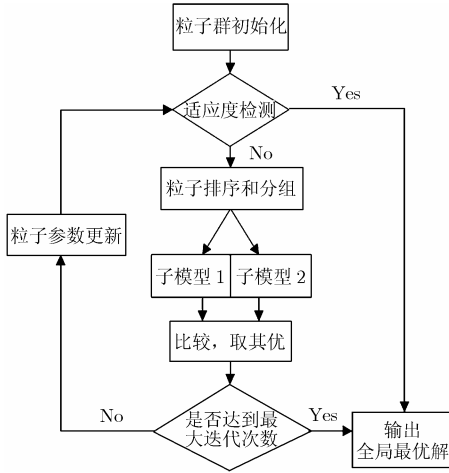 粒子群初始化
适应度检测
Yes
No
粒子排序和分组
粒子参数更新
子模型 1
子模型 2
比较，取其优
是否达到最
大迭代次数
No
Yes
输出
全局最优解